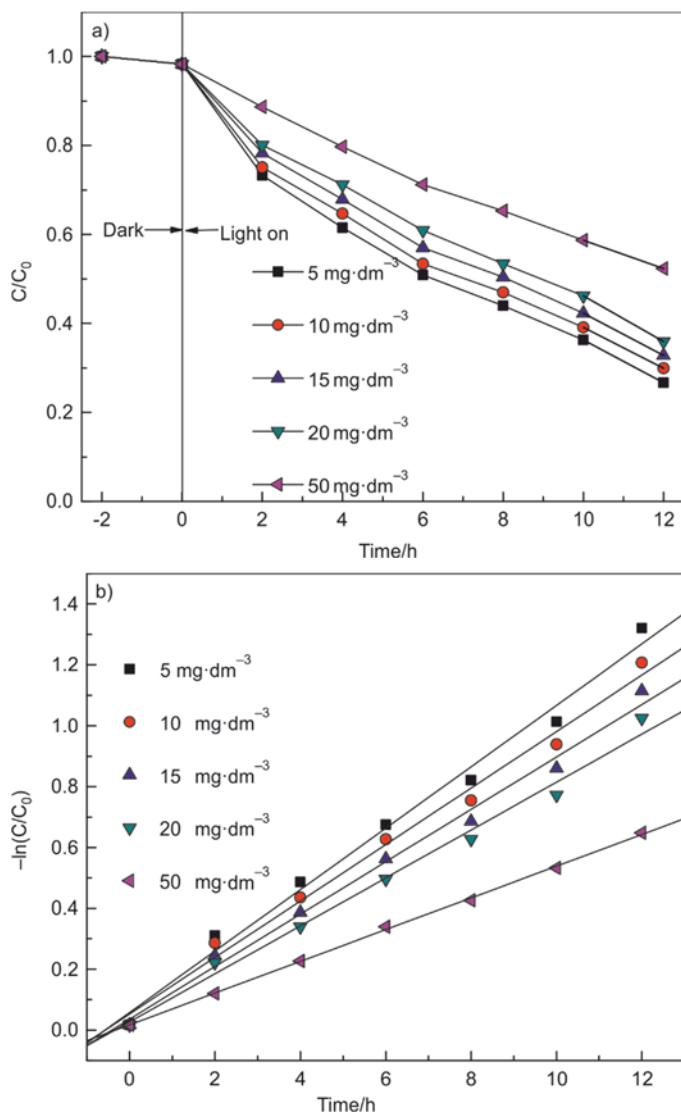 a)
1.0
0.8
0.6
0.4
0.2
0.0
C/C₀
Dark
Light on
5 mg·dm⁻³
10 mg·dm⁻³
15 mg·dm⁻³
20 mg·dm⁻³
50 mg·dm⁻³
-2 0 2 4 6 8 10 12
Time/h
b)
1.4
1.2
1.0
0.8
0.6
0.4
0.2
0.0
–ln(C/C₀)
5 mg·dm⁻³
10 mg·dm⁻³
15 mg·dm⁻³
20 mg·dm⁻³
50 mg·dm⁻³
0 2 4 6 8 10 12
Time/h